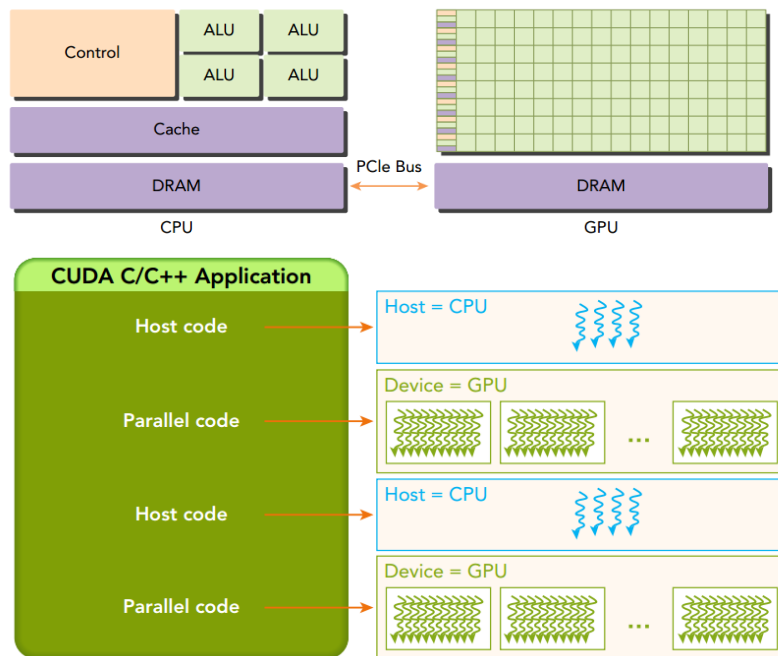 Control
ALU
ALU
ALU
ALU
Cache
DRAM
CPU
PCIe Bus
DRAM
GPU
CUDA C/C++ Application
Host code
Host = CPU
Parallel code
Device = GPU
...
Host code
Host = CPU
Parallel code
Device = GPU
...